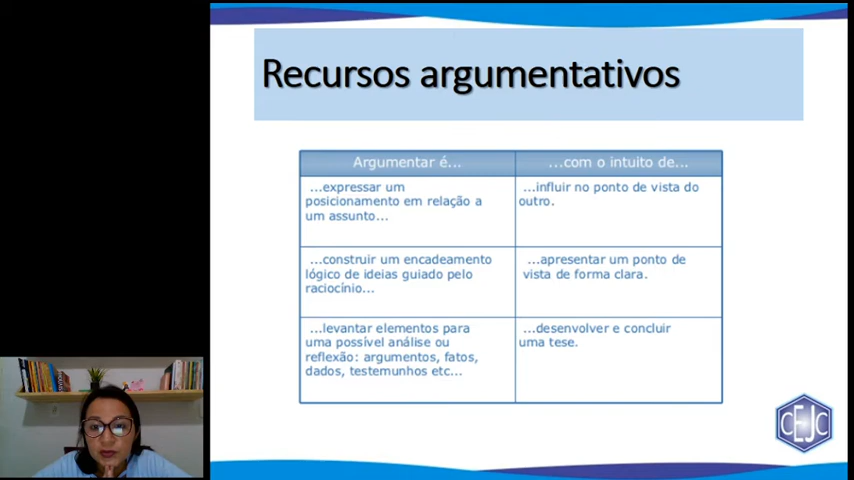 Recursos argumentativos
Argumentar é...
...com o intuito de...
...expressar um
posicionamento em relação a
um assunto...
...influir no ponto de vista do
outro.
...construir um encadeamento
lógico de ideias guiado pelo
raciocínio...
...apresentar um ponto de
vista de forma clara.
...levantar elementos para
uma possível análise ou
reflexão: argumentos, fatos,
dados, testemunhos etc...
...desenvolver e concluir
uma tese.
CEJC